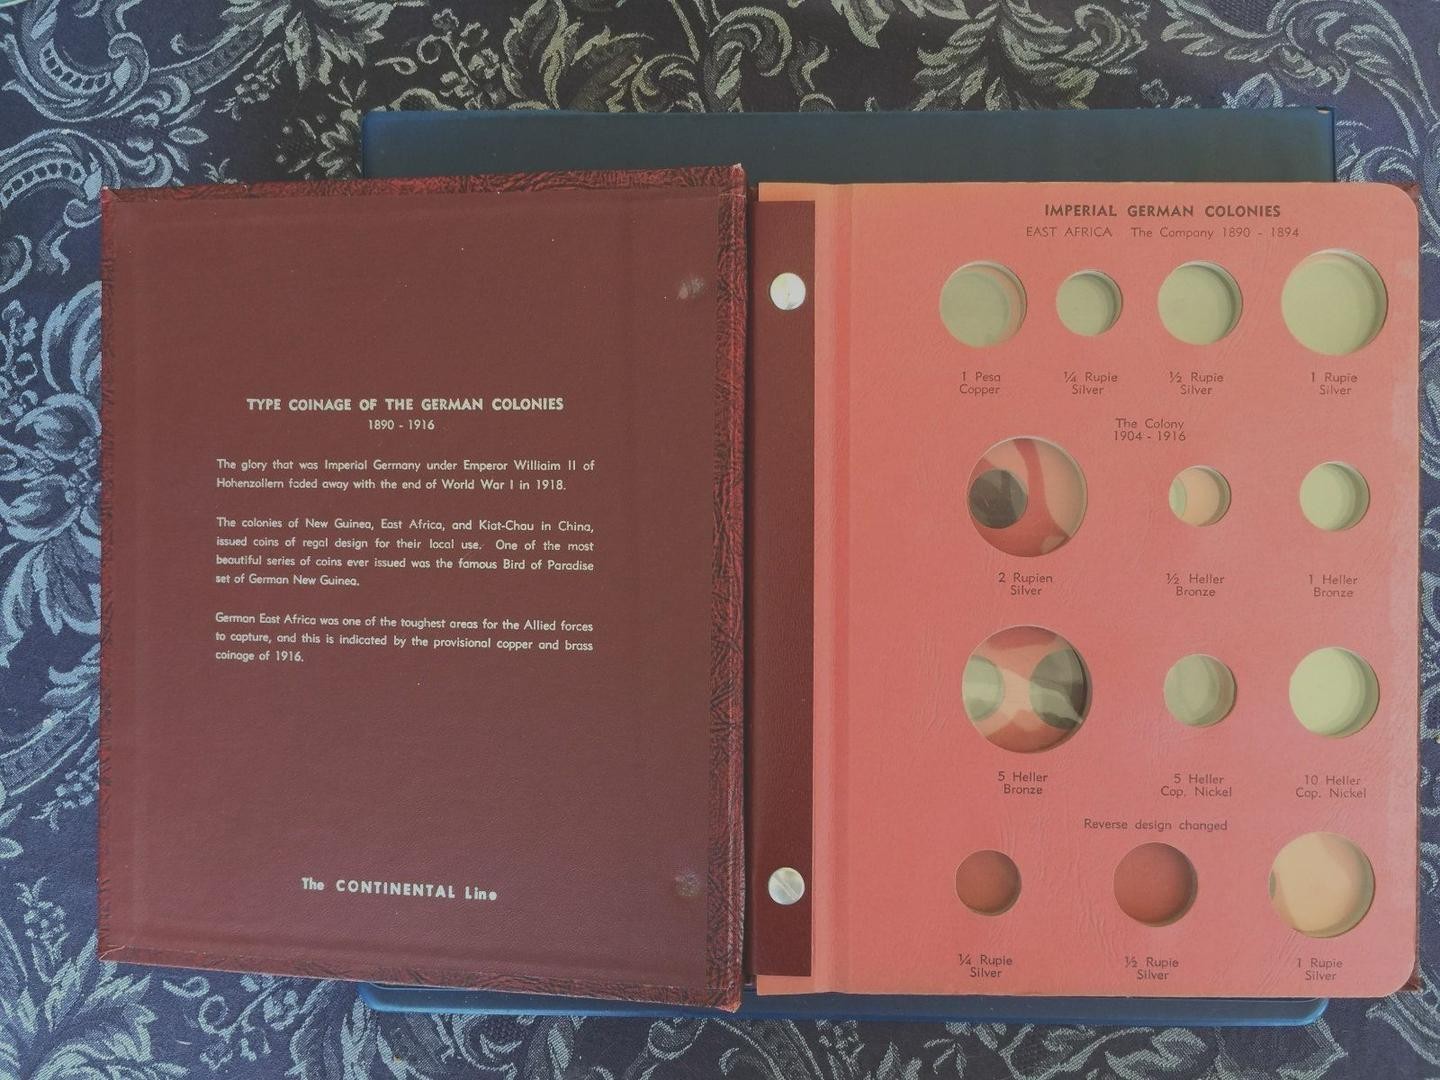 TYPE COINAGE OF THE GERMAN COLONIES
1890 - 1916
The glory that was Imperial Germany under Emperor Williaim II of
Hohenzollern faded away with the end of World War I in 1918.
The colonies of New Guinea, East Africa, and Kiat-Chau in China,
issued coins of regal design for their local use. One of the most
beautiful series of coins ever issued was the famous Bird of Paradise
set of German New Guinea.
German East Africa was one of the toughest areas for the Allied forces
to capture, and this is indicated by the provisional copper and brass
coinage of 1916.
The CONTINENTAL Line
IMPERIAL GERMAN COLONIES
EAST AFRICA The Company 1890 - 1894
1 Pesa
Copper
¼ Rupie
Silver
½ Rupie
Silver
1 Rupie
Silver
The Colony
1904 - 1916
2 Rupien
Silver
½ Heller
Bronze
1 Heller
Bronze
5 Heller
Bronze
5 Heller
Cop. Nickel
10 Heller
Cop. Nickel
Reverse design changed
¼ Rupie
Silver
½ Rupie
Silver
1 Rupie
Silver